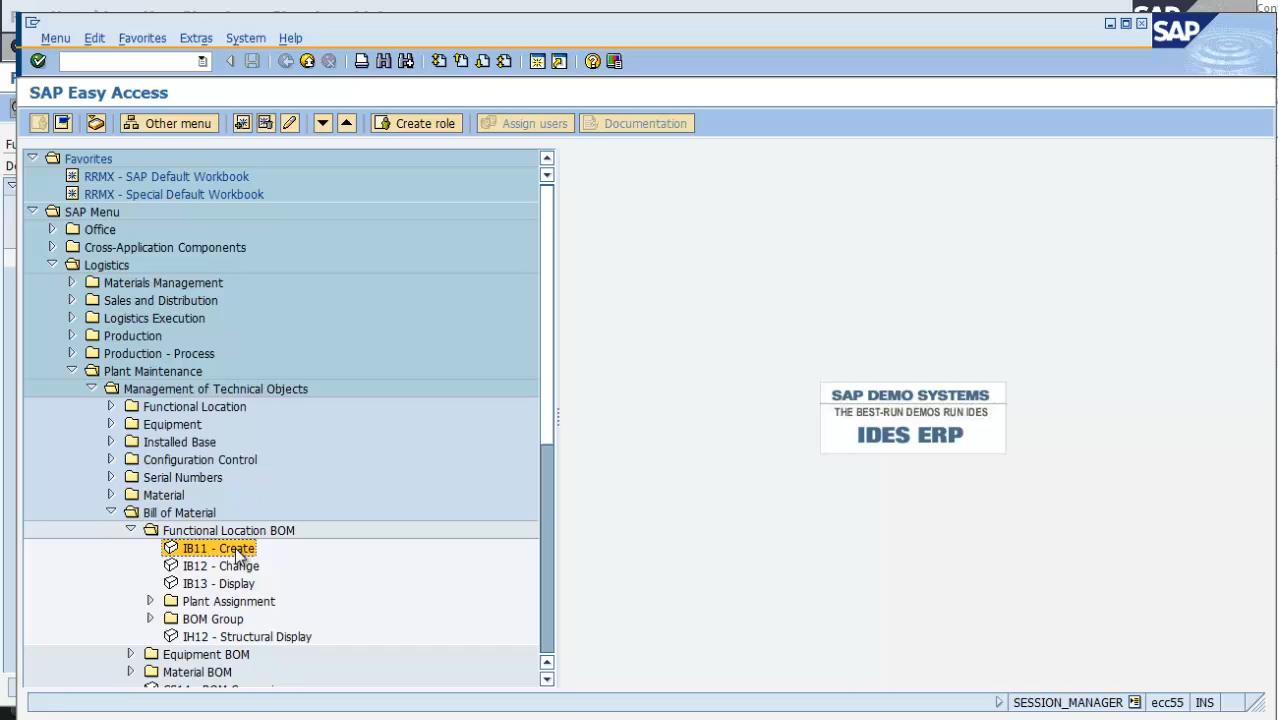 Con
SAP
Menu Edit Favorites Extras System Help
SAP Easy Access
Other menu Create role Assign users Documentation
Favorites
RRMX - SAP Default Workbook
RRMX - Special Default Workbook
SAP Menu
Office
Cross-Application Components
Logistics
Materials Management
Sales and Distribution
Logistics Execution
Production
Production - Process
Plant Maintenance
Management of Technical Objects
Functional Location
Equipment
Installed Base
Configuration Control
Serial Numbers
Material
Bill of Material
Functional Location BOM
IB11 - Create
IB12 - Change
IB13 - Display
Plant Assignment
BOM Group
IH12 - Structural Display
Equipment BOM
Material BOM
SAP DEMO SYSTEMS
THE BEST-RUN DEMOS RUN IDES
IDES ERP
SESSION_MANAGER ecc55 INS